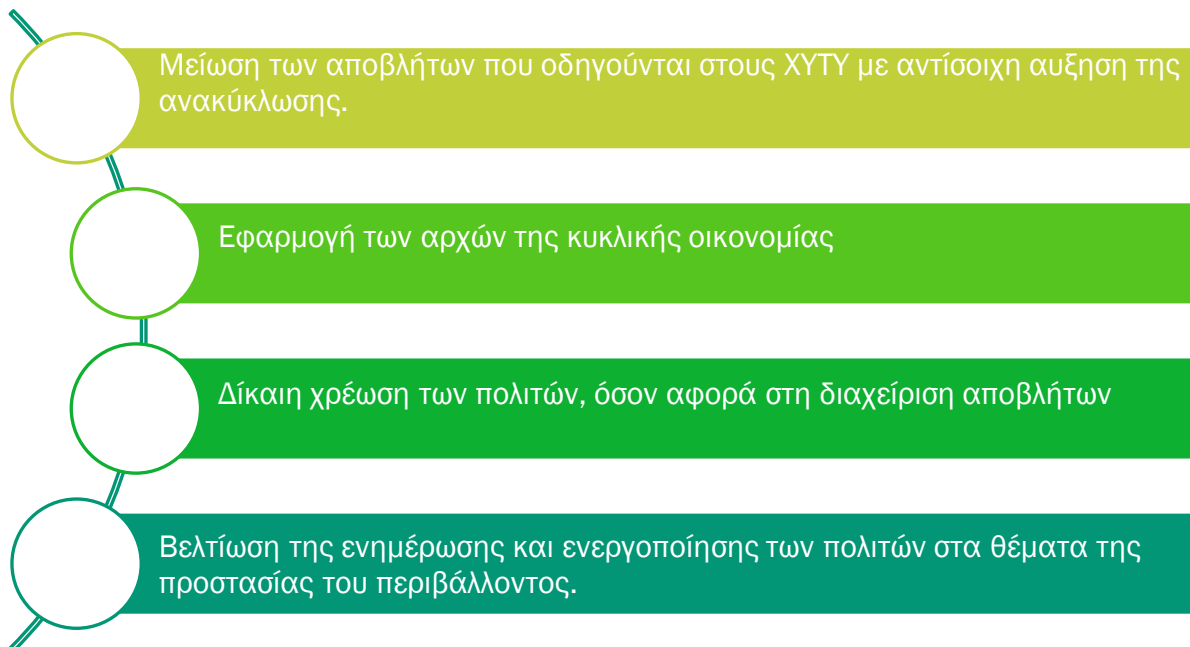 Μείωση των αποβλήτων που οδηγούνται στους ΧΥΤΥ με αντίσοιχη αυξηση της
ανακύκλωσης.
Εφαρμογή των αρχών της κυκλικής οικονομίας
Δίκαιη χρέωση των πολιτών, όσον αφορά στη διαχείριση αποβλήτων
Βελτίωση της ενημέρωσης και ενεργοποίησης των πολιτών στα θέματα της
προστασίας του περιβάλλοντος.